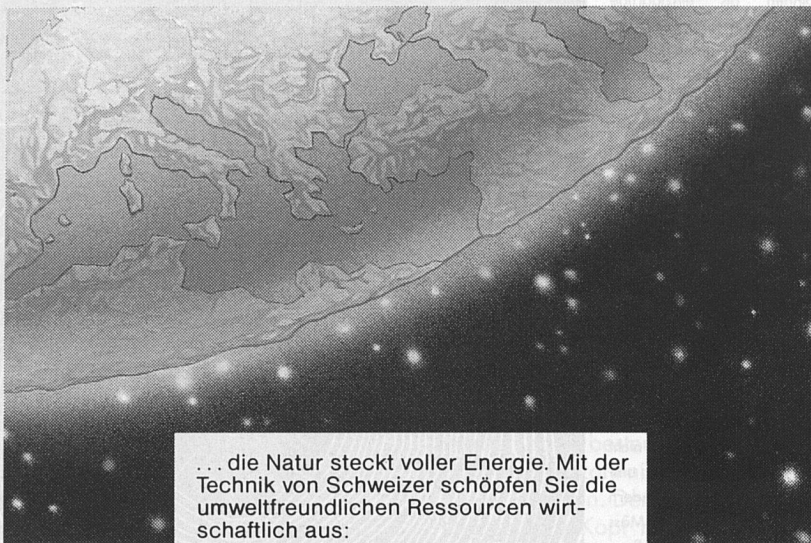 ... die Natur steckt voller Energie. Mit der
Technik von Schweizer schöpfen Sie die
umweltfreundlichen Ressourcen wirt-
schaftlich aus: